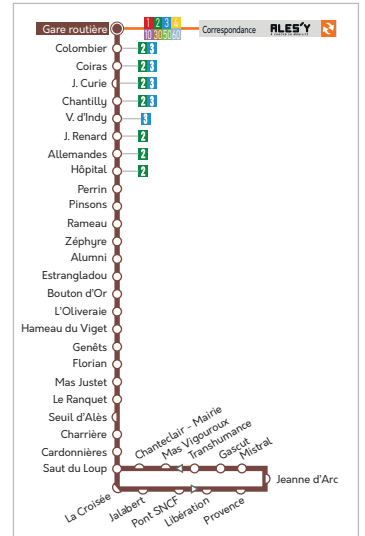 Gare routière
1 2 3 4
10 30 50 60
Correspondance
ALES'Y
Colombier 2 3
Coiras 2 3
J. Curie 2 3
Chantilly 2 3
V. d'Indy 3
J. Renard 2
Allemandes 2
Hôpital 2
Perrin
Pinsons
Rameau
Zéphyre
Alumni
Estrangladou
Bouton d'Or
L'Oliveraie
Hameau du Viget
Genêts
Florian
Mas Justet
Le Ranquet
Seuil d'Alès
Charrière
Cardonnières
Saut du Loup
Chanteclair - Mairie
Mas Vigouroux
Transhumance
Gascut
Mistral
Jeanne d'Arc
La Croisée
Jalabert
Pont SNCF
Libération
Provence